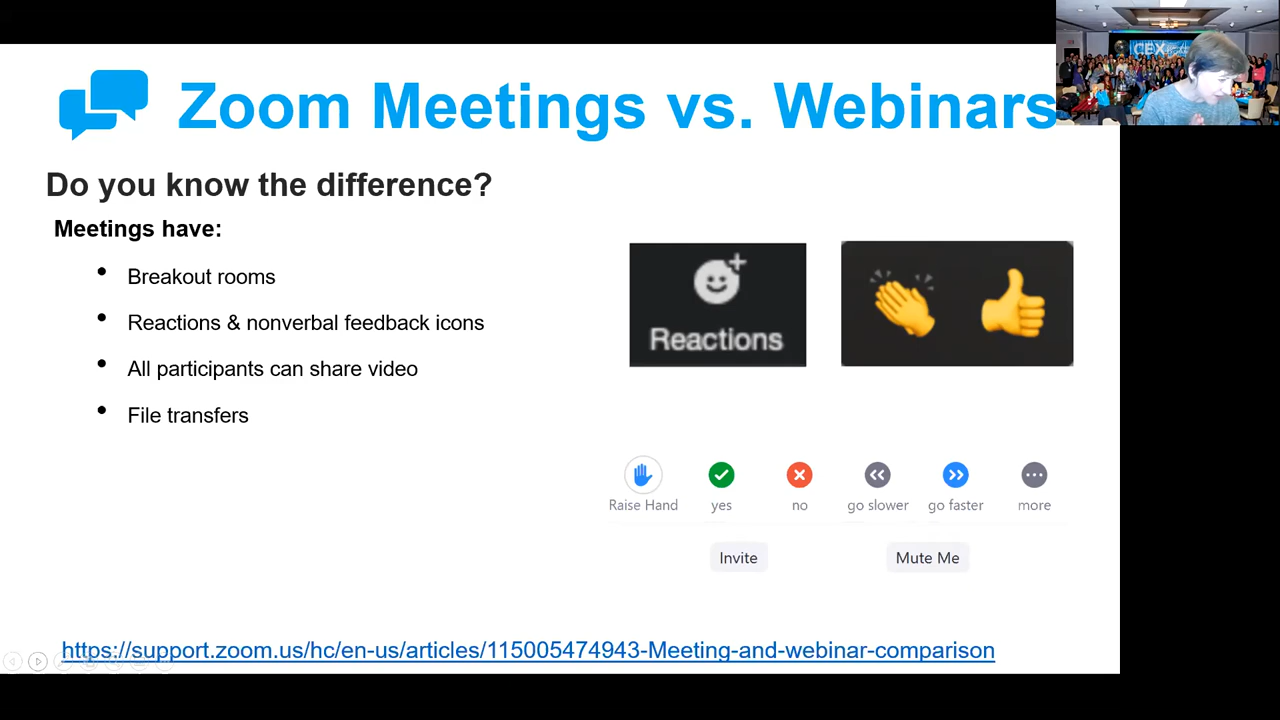 Zoom Meetings vs. Webinars
CEX
Do you know the difference?
Meetings have:
• Breakout rooms
• Reactions & nonverbal feedback icons
• All participants can share video
• File transfers
Reactions
Raise Hand yes no go slower go faster more
Invite Mute Me
https://support.zoom.us/hc/en-us/articles/115005474943-Meeting-and-webinar-comparison